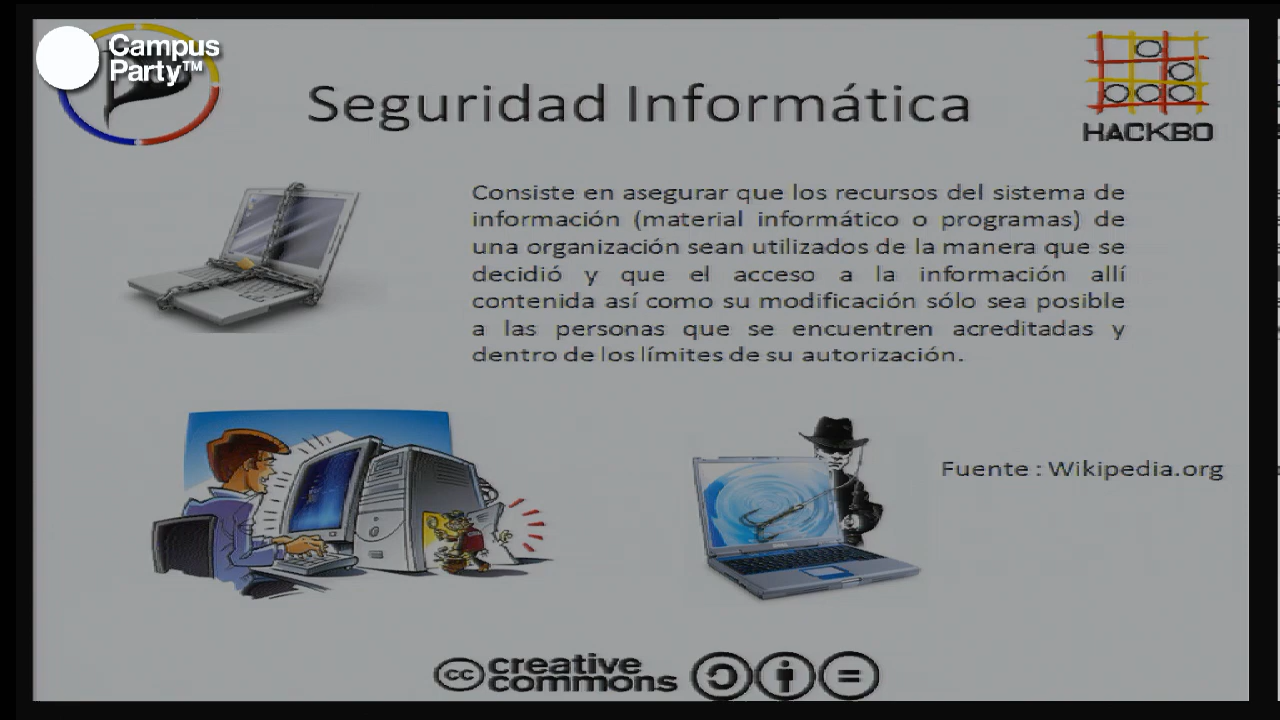 Campus
Party™
Seguridad Informática
HACKBO
Consiste en asegurar que los recursos del sistema de
información (material informático o programas) de
una organización sean utilizados de la manera que se
decidió y que el acceso a la información allí
contenida así como su modificación sólo sea posible
a las personas que se encuentren acreditadas y
dentro de los límites de su autorización.
Fuente : Wikipedia.org
cc creative
commons